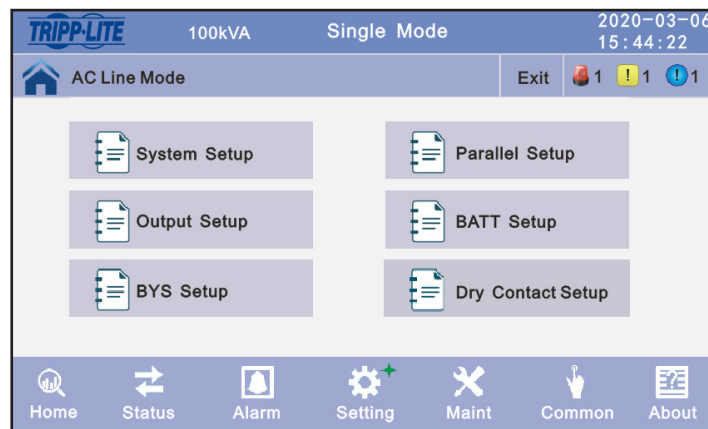 TRIPP·LITE 100kVA Single Mode 2020-03-06
15:44:22
AC Line Mode Exit 1 ! 1 ! 1
System Setup Parallel Setup
Output Setup BATT Setup
BYS Setup Dry Contact Setup
Home Status Alarm Setting Maint Common About